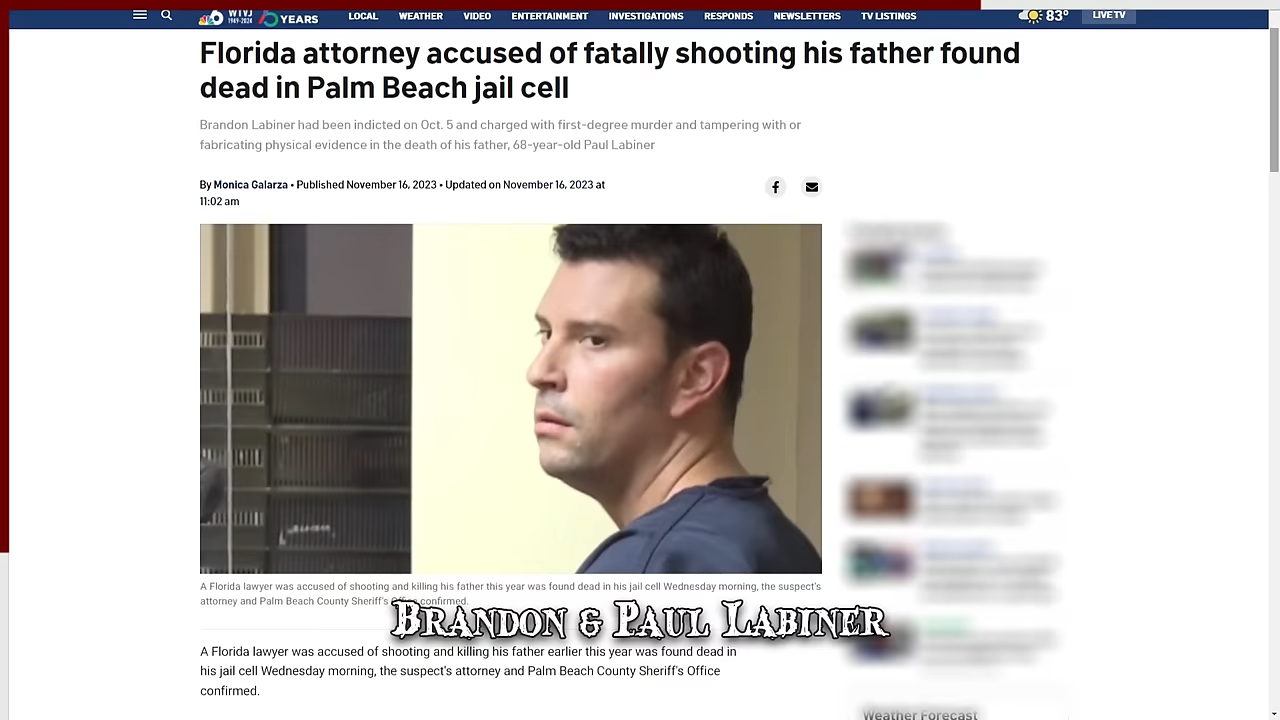 WTVJ
1949-2024
75 YEARS
LOCAL WEATHER VIDEO ENTERTAINMENT INVESTIGATIONS RESPONDS NEWSLETTERS TV LISTINGS 83° LIVE TV
Florida attorney accused of fatally shooting his father found
dead in Palm Beach jail cell
Brandon Labiner had been indicted on Oct. 5 and charged with first-degree murder and tampering with or
fabricating physical evidence in the death of his father, 68-year-old Paul Labiner
By Monica Galarza • Published November 16, 2023 • Updated on November 16, 2023 at
11:02 am
A Florida lawyer was accused of shooting and killing his father this year was found dead in his jail cell Wednesday morning, the suspect's
attorney and Palm Beach County Sheriff's Office confirmed.
Brandon & Paul Labiner
A Florida lawyer was accused of shooting and killing his father earlier this year was found dead in
his jail cell Wednesday morning, the suspect's attorney and Palm Beach County Sheriff's Office
confirmed.
Weather Forecast